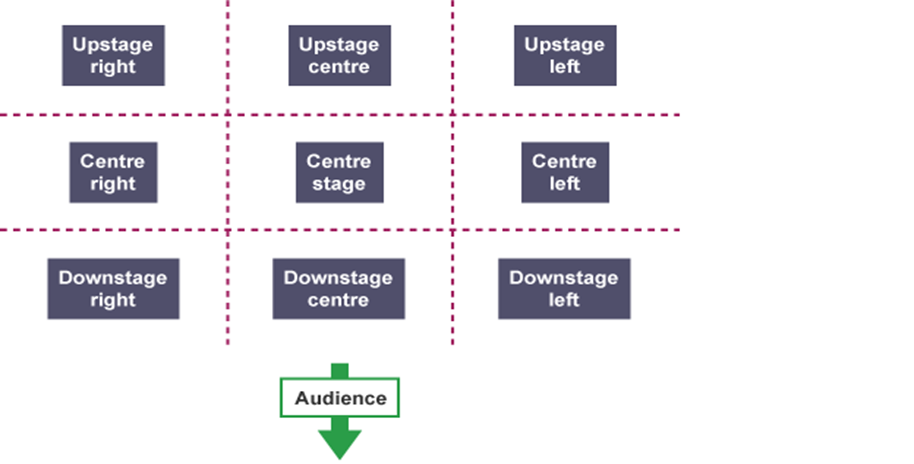 Upstage
right
Upstage
centre
Upstage
left
Centre
right
Centre
stage
Centre
left
Downstage
right
Downstage
centre
Downstage
left
Audience